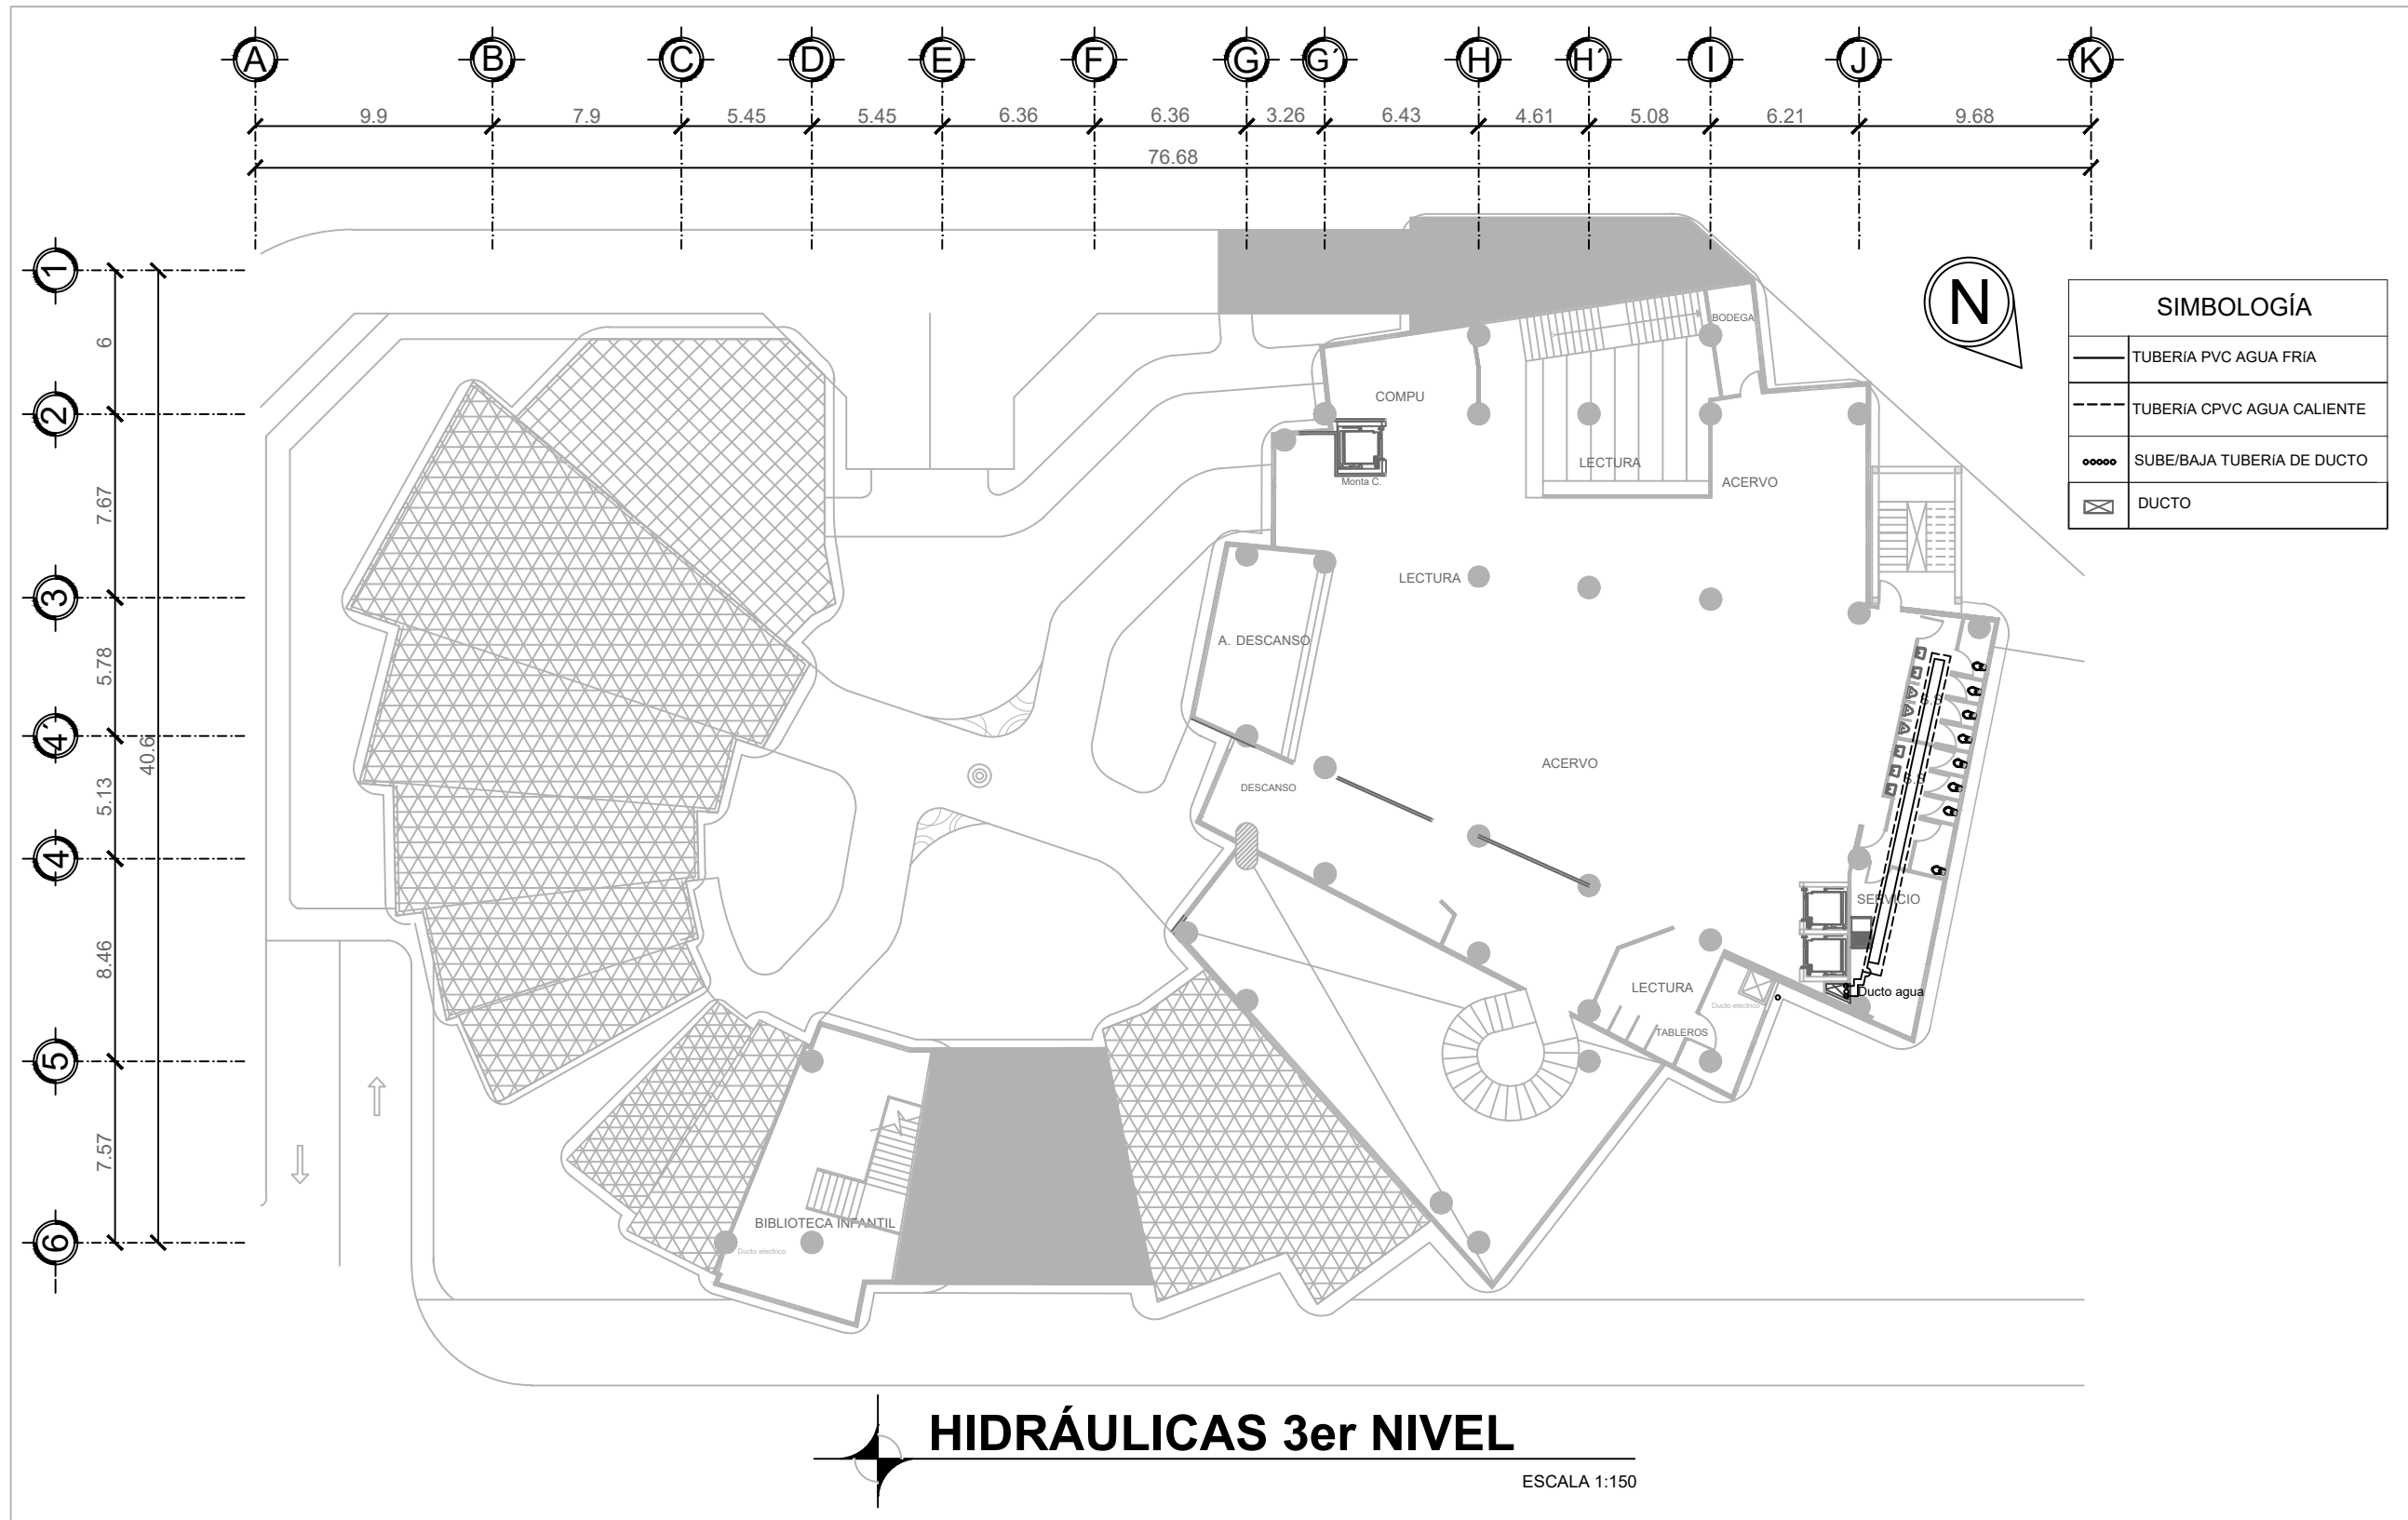 A B C D E F G G´ H H´ I J K
9.9 7.9 5.45 5.45 6.36 6.36 3.26 6.43 4.61 5.08 6.21 9.68
76.68
1
2
3
4´
4
5
6
6
7.67
5.78
5.13
8.46
7.57
40.6
N
SIMBOLOGÍA
TUBERíA PVC AGUA FRíA
TUBERíA CPVC AGUA CALIENTE
SUBE/BAJA TUBERíA DE DUCTO
DUCTO
BODEGA
COMPU
LECTURA
Monta C.
ACERVO
LECTURA
A. DESCANSO
S.S
ACERVO
S.S
DESCANSO
SERVICIO
LECTURA
Ducto agua
Ducto electrico
TABLEROS
BIBLIOTECA INFANTIL
Ducto electrico
HIDRÁULICAS 3er NIVEL
ESCALA 1:150